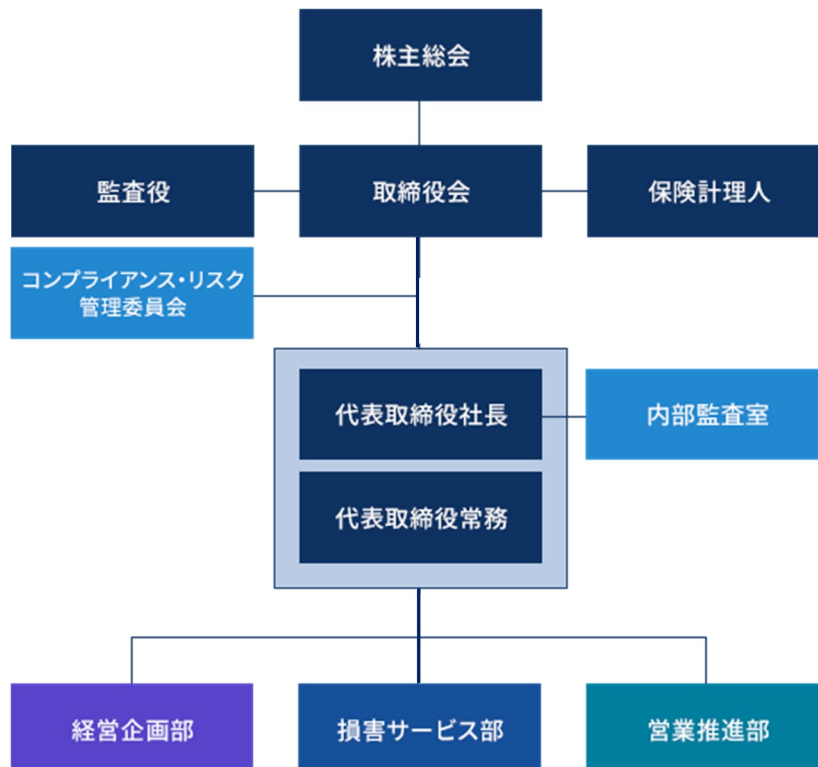 株主総会
監査役
取締役会
保険計理人
コンプライアンス・リスク
管理委員会
代表取締役社長
内部監査室
代表取締役常務
経営企画部
損害サービス部
営業推進部